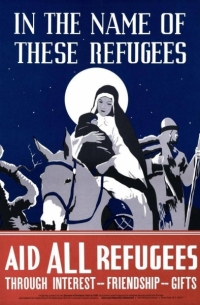 IN THE NAME OF
THESE REFUGEES
AID ALL REFUGEES
THROUGH INTEREST-- FRIENDSHIP-- GIFTS